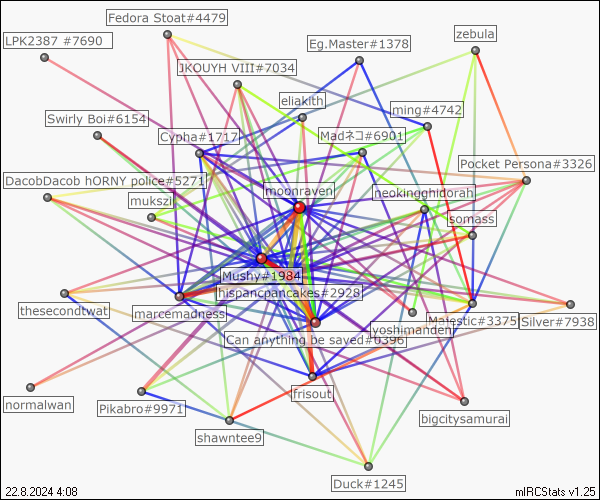 Fedora Stoat#4479
LPK2387 #7690
Eg.Master#1378
zebula
JKOUYH VIII#7034
eliakith
ming#4742
Swirly Boi#6154
Cypha#1717
Madネコ#6901
Pocket Persona#3326
DacobDacob hORNY police#5271
moonraven
neokingghidorah
mukszi
somass
Mushy#1984
hispancpancakes#2928
thesecondtwat
marcemadness
yoshimanden
Majestic#3375
Silver#7938
Can anything be saved#0396
frisout
normalwan
Pikabro#9971
bigcitysamurai
shawntee9
Duck#1245
22.8.2024 4:08
mIRCStats v1.25